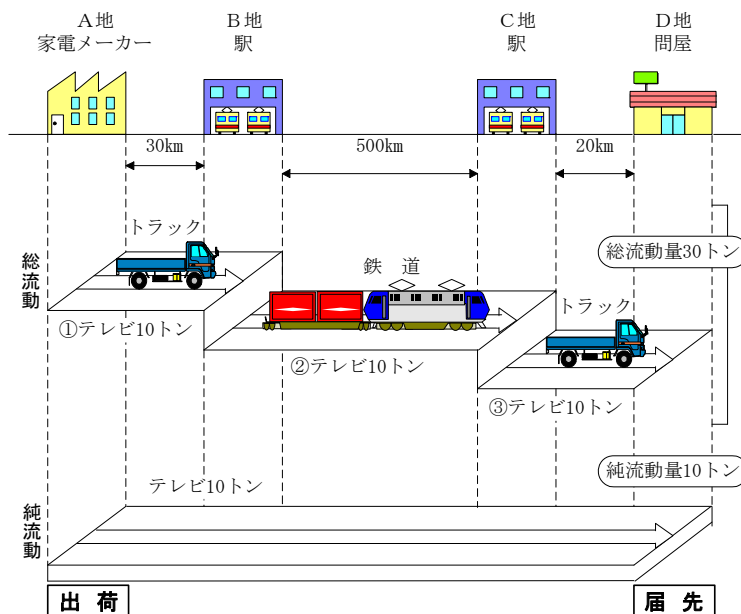 A地
家電メーカー
B地
駅
C地
駅
D地
問屋
30km
500km
20km
総流動
トラック
①テレビ10トン
鉄 道
②テレビ10トン
トラック
③テレビ10トン
総流動量30トン
純流動量10トン
純流動
テレビ10トン
出 荷
届 先